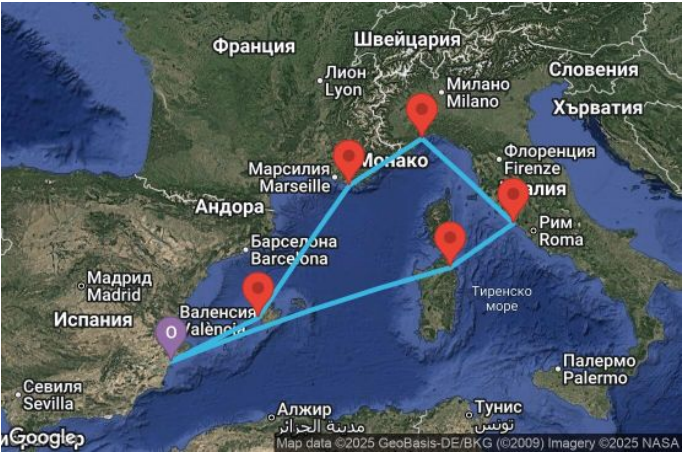 Швейцария
Франция
Лион
Lyon
Словения
Милано
Milano
Хърватия
Флоренция
Firenze
Монако
Марсилия
Marseille
алия
Андора
Рим
Roma
Барселона
Barcelona
Мадрид
Madrid
Тиренско
море
Валенсия
València
Испания
O
Палермо
Palermo
Севиля
Sevilla
Алжир
مدينة الجزائر
Тунис
تونس
Google
Map data ©2025 GeoBasis-DE/BKG (©2009) Imagery ©2025 NASA